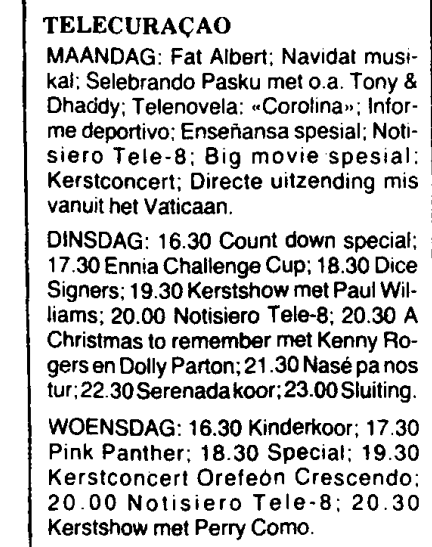 TELECURAÇAO
MAANDAG: Fat Albert; Navidat musi-
kal; Selebrando Pasku met o.a. Tony &
Dhaddy; Telenovela: «Corolina»; Infor-
me deportivo; Enseñansa spesial; Noti-
siero Tele-8; Big movie spesial;
Kerstconcert; Directe uitzending mis
vanuit het Vaticaan.
DINSDAG: 16.30 Count down special;
17.30 Ennia Challenge Cup; 18.30 Dice
Signers; 19.30 Kerstshow met Paul Wil-
liams; 20.00 Notisiero Tele-8; 20.30 A
Christmas to remember met Kenny Ro-
gers en Dolly Parton; 21.30 Nasé pa nos
tur; 22.30 Serenada koor; 23.00 Sluiting.
WOENSDAG: 16.30 Kinderkoor; 17.30
Pink Panther; 18.30 Special; 19.30
Kerstconcert Orefeón Crescendo;
20.00 Notisiero Tele-8; 20.30
Kerstshow met Perry Como.